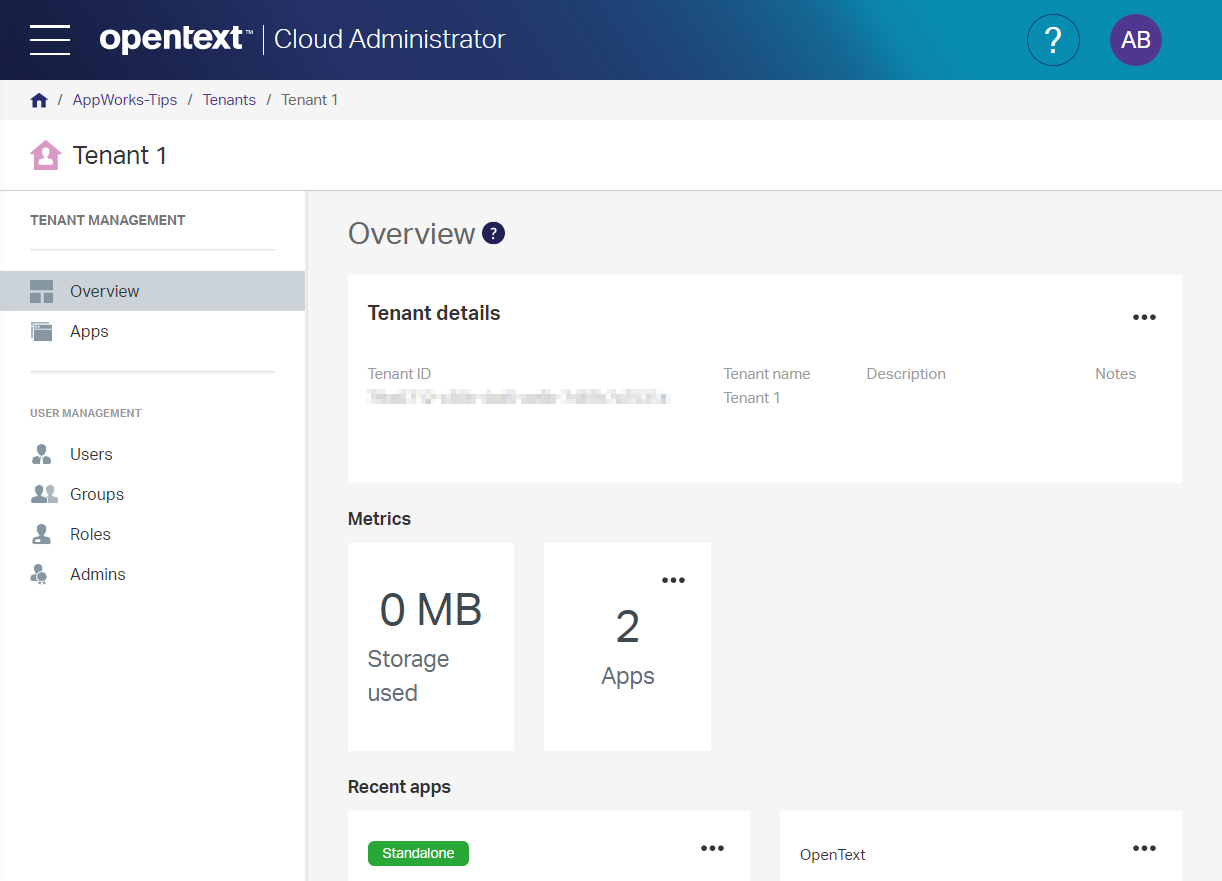 opentext™ | Cloud Administrator
?
AB
/ AppWorks-Tips / Tenants / Tenant 1
Tenant 1
TENANT MANAGEMENT
Overview
Apps
USER MANAGEMENT
Users
Groups
Roles
Admins
Overview ?
Tenant details
Tenant ID
Tenant name
Tenant 1
Description
Notes
Metrics
0 MB
Storage
used
2
Apps
Recent apps
Standalone
OpenText